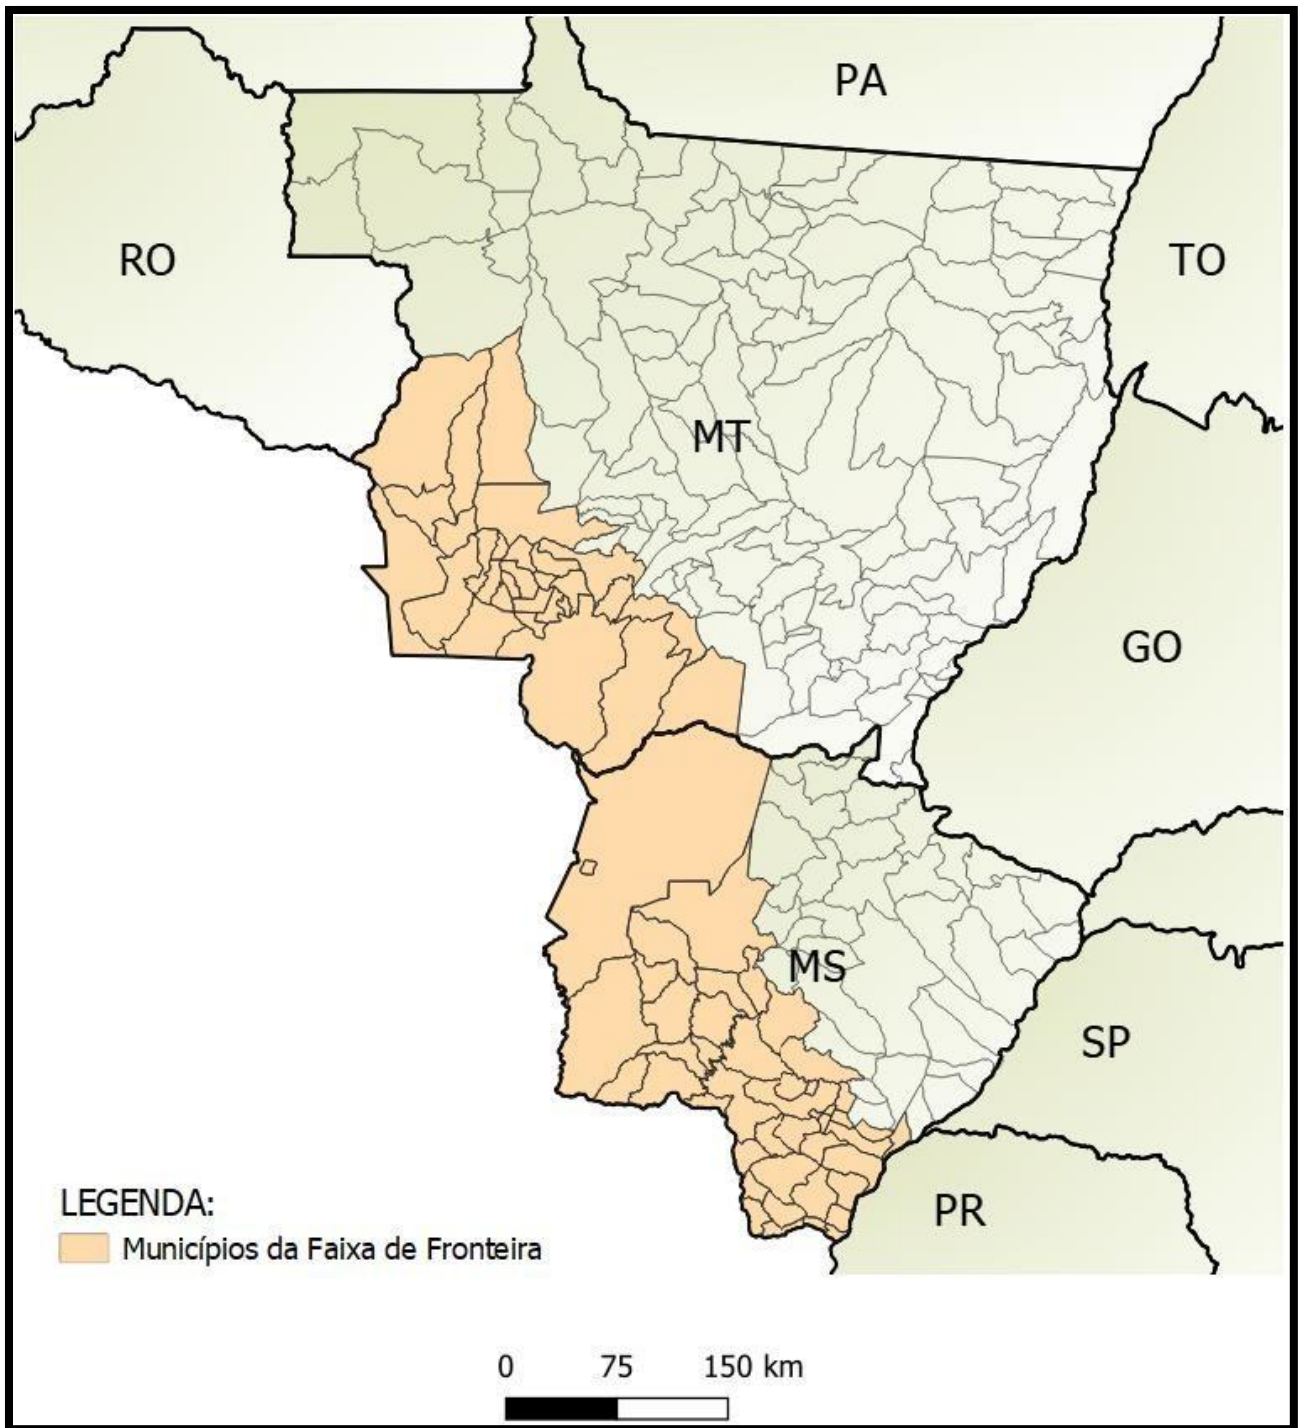 PA
RO
TO
MT
GO
MS
SP
PR
LEGENDA:
Municípios da Faixa de Fronteira
0 75 150 km